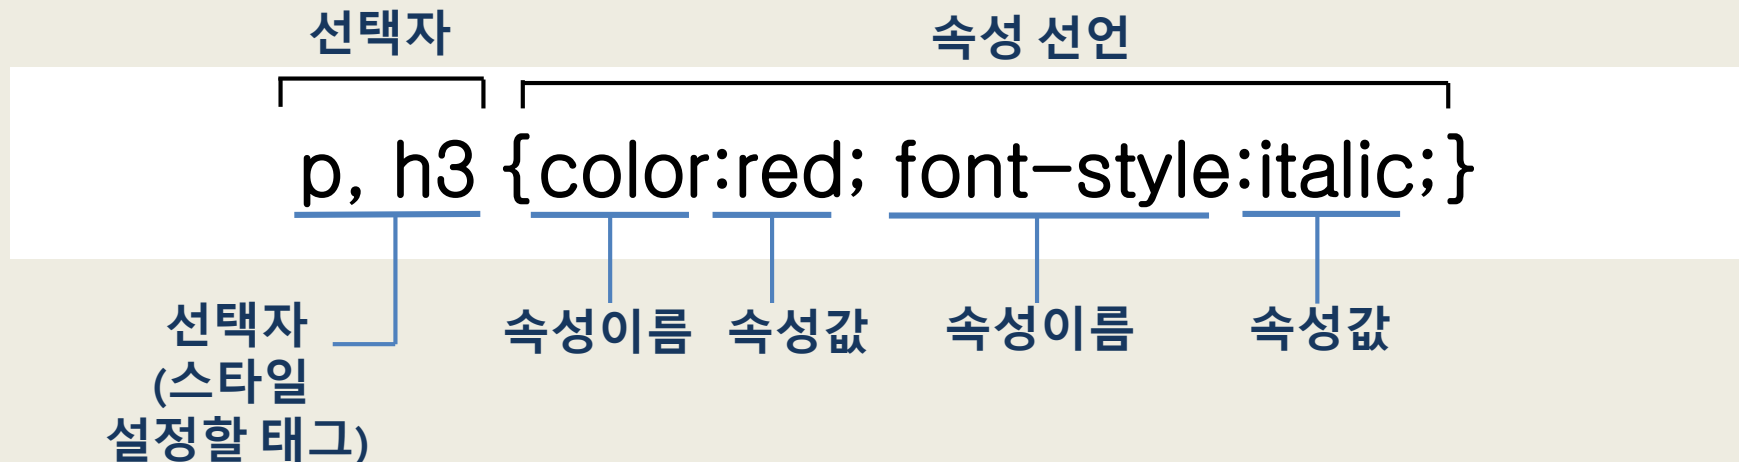 선택자
속성 선언
p, h3 {color:red; font-style:italic;}
선택자
(스타일
설정할 태그)
속성이름
속성값
속성이름
속성값